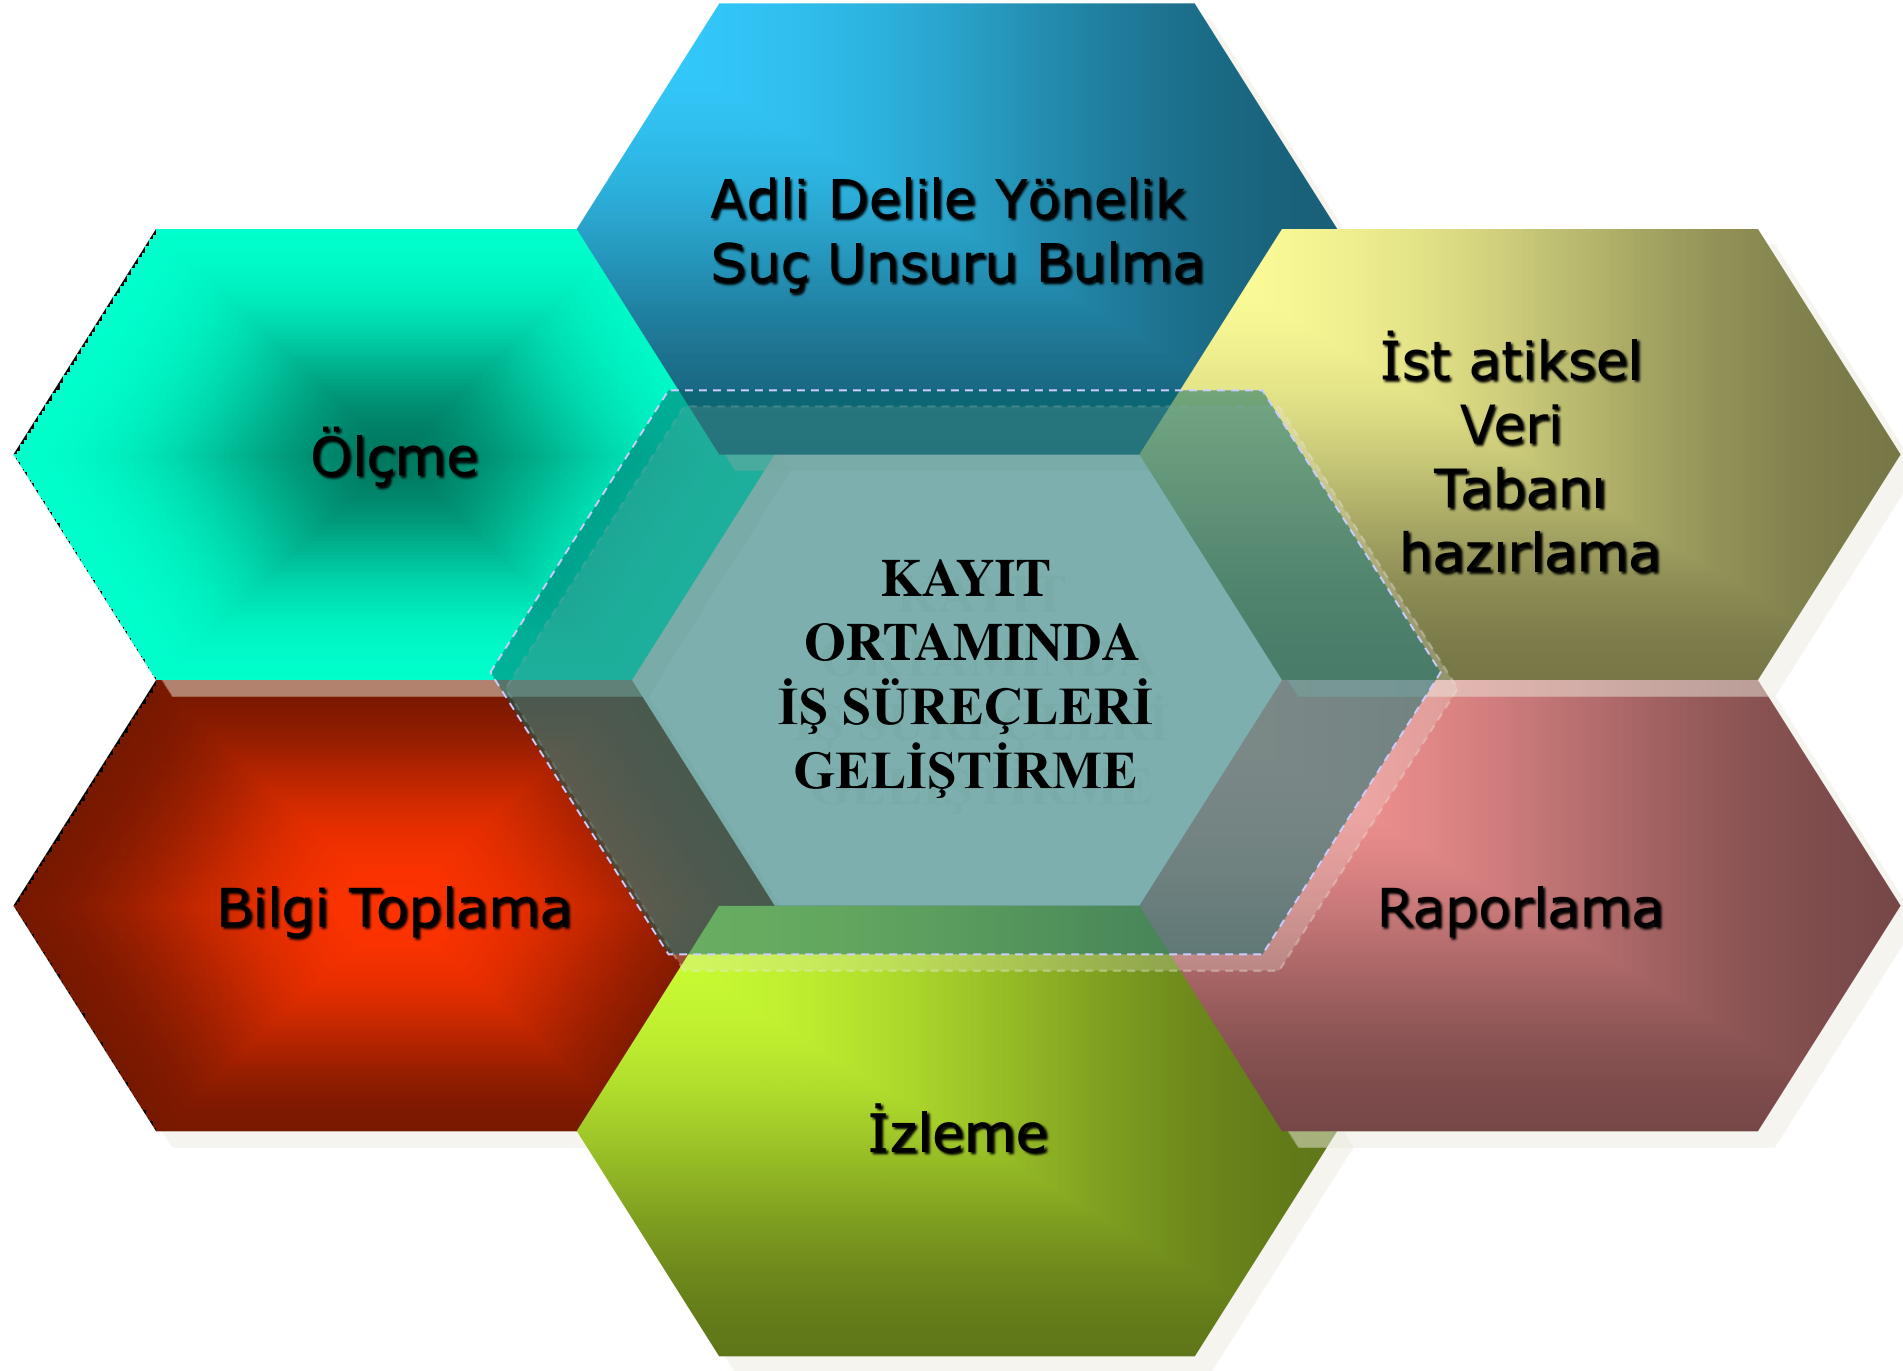 Adli Delile Yönelik
Suç Unsuru Bulma
Ölçme
İst atiksel
Veri
Tabanı
hazırlama
KAYIT
ORTAMINDA
İŞ SÜREÇLERİ
GELİŞTİRME
Bilgi Toplama
Raporlama
İzleme